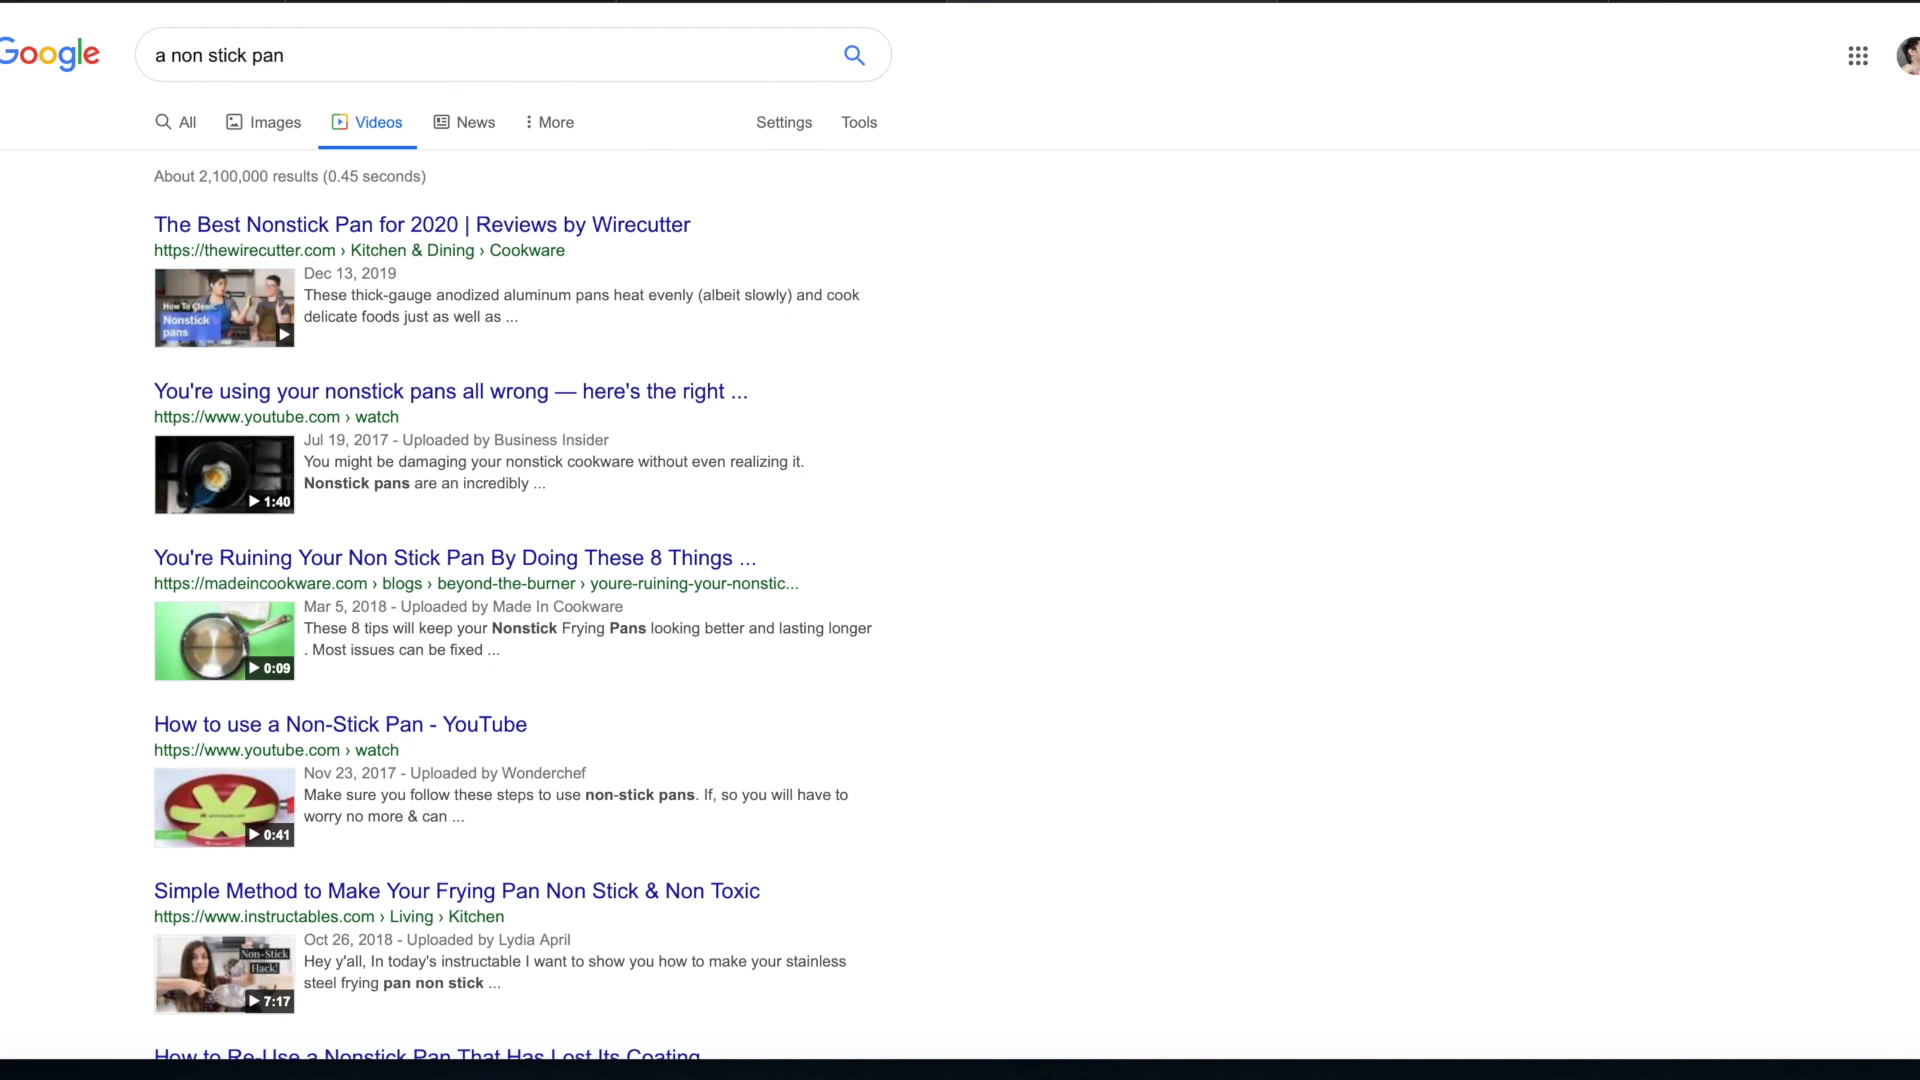 Google
a non stick pan
All Images Videos News More Settings Tools
About 2,100,000 results (0.45 seconds)
The Best Nonstick Pan for 2020 | Reviews by Wirecutter
https://thewirecutter.com › Kitchen & Dining › Cookware
Dec 13, 2019
These thick-gauge anodized aluminum pans heat evenly (albeit slowly) and cook
delicate foods just as well as ...
How To Clean:
Nonstick
pans
You're using your nonstick pans all wrong — here's the right ...
https://www.youtube.com › watch
Jul 19, 2017 - Uploaded by Business Insider
You might be damaging your nonstick cookware without even realizing it.
Nonstick pans are an incredibly ...
1:40
You're Ruining Your Non Stick Pan By Doing These 8 Things ...
https://madeincookware.com › blogs › beyond-the-burner › youre-ruining-your-nonstic...
Mar 5, 2018 - Uploaded by Made In Cookware
These 8 tips will keep your Nonstick Frying Pans looking better and lasting longer
. Most issues can be fixed ...
0:09
How to use a Non-Stick Pan - YouTube
https://www.youtube.com › watch
Nov 23, 2017 - Uploaded by Wonderchef
Make sure you follow these steps to use non-stick pans. If, so you will have to
worry no more & can ...
0:41
Simple Method to Make Your Frying Pan Non Stick & Non Toxic
https://www.instructables.com › Living › Kitchen
Oct 26, 2018 - Uploaded by Lydia April
Hey y'all, In today's instructable I want to show you how to make your stainless
steel frying pan non stick ...
Non-Stick
Hack!
7:17
How to Re-Use a Nonstick Pan That Has Lost Its Coating